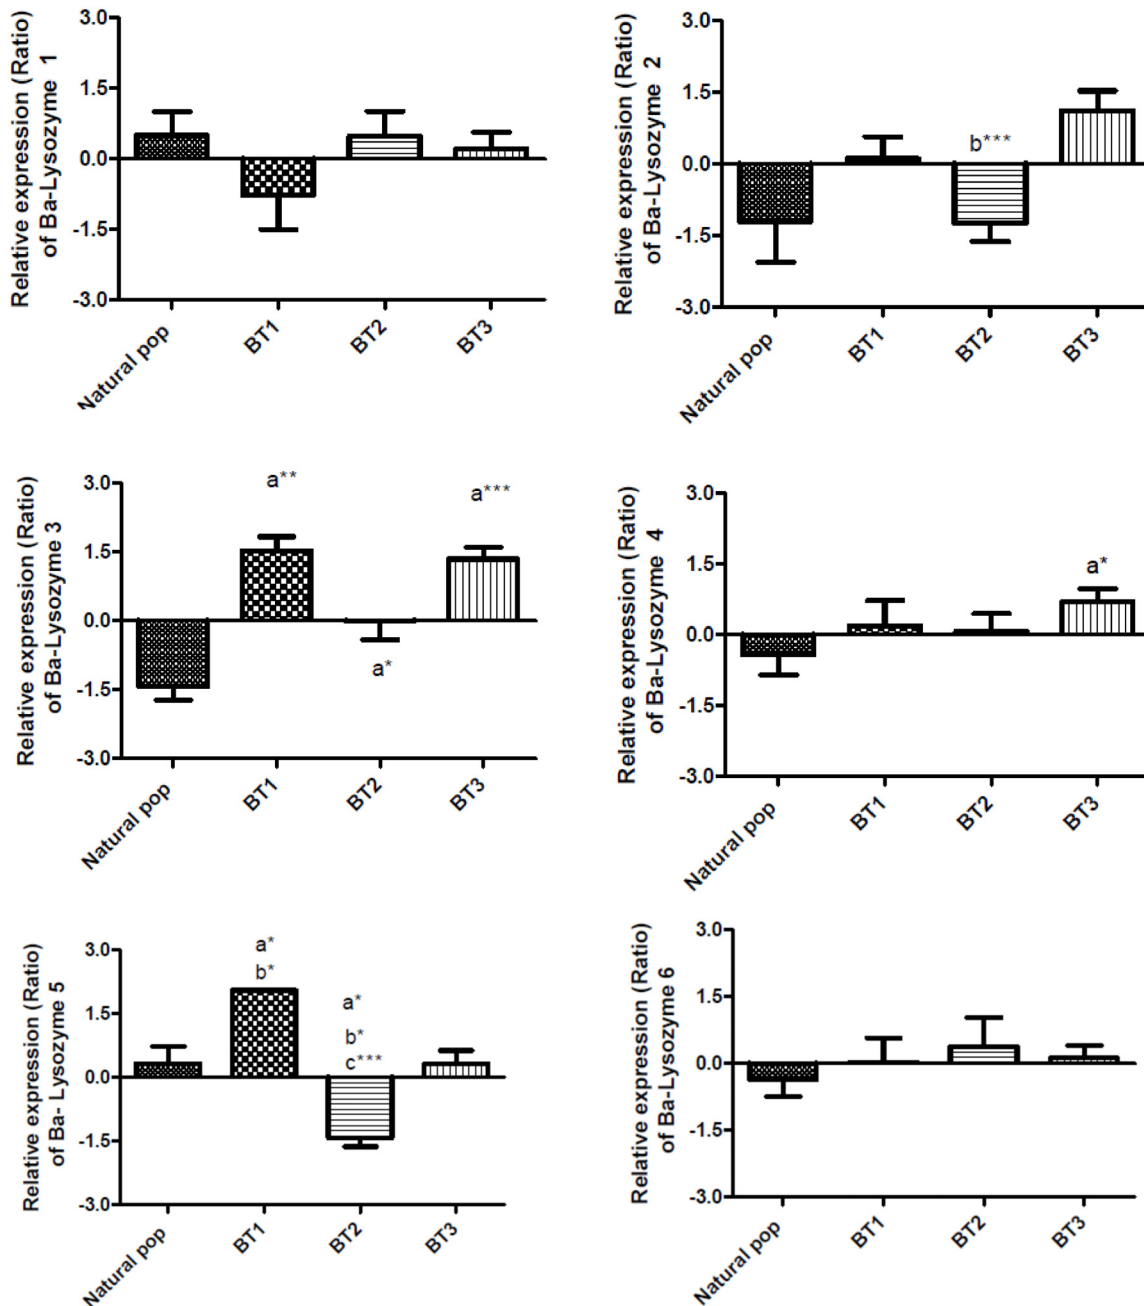 Relative expression (Ratio)
of Ba-Lysozyme 1
3.0
1.5
0.0
-1.5
-3.0
Natural pop
BT1
BT2
BT3
Relative expression (Ratio)
of Ba-Lysozyme 2
3.0
1.5
0.0
-1.5
-3.0
b***
Natural pop
BT1
BT2
BT3
Relative expression (Ratio)
of Ba-Lysozyme 3
3.0
1.5
0.0
-1.5
-3.0
a**
a***
a*
Natural pop
BT1
BT2
BT3
Relative expression (Ratio)
of Ba-Lysozyme 4
3.0
1.5
0.0
-1.5
-3.0
a*
Natural pop
BT1
BT2
BT3
Relative expression (Ratio)
of Ba- Lysozyme 5
3.0
1.5
0.0
-1.5
-3.0
a*
b*
a*
b*
c***
Natural pop
BT1
BT2
BT3
Relative expression (Ratio)
of Ba-Lysozyme 6
3.0
1.5
0.0
-1.5
-3.0
Natural pop
BT1
BT2
BT3